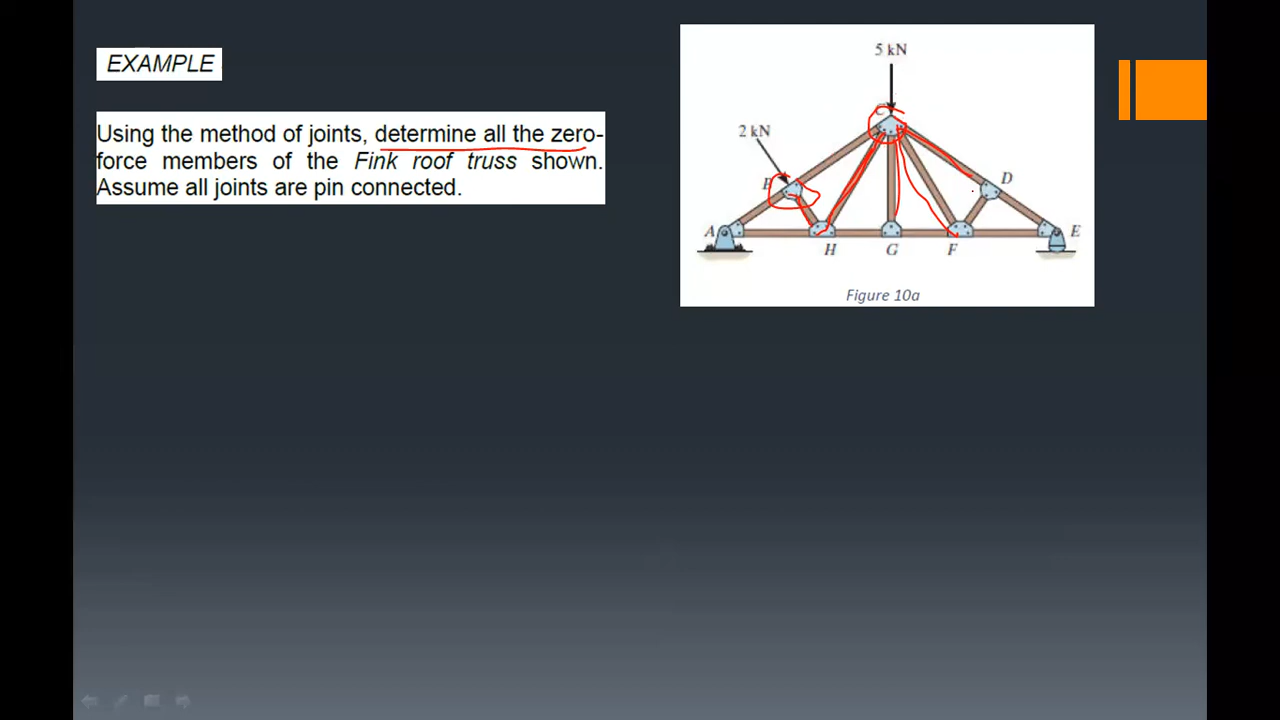 EXAMPLE
Using the method of joints, determine all the zero-
force members of the Fink roof truss shown.
Assume all joints are pin connected.
5 kN
C
2 kN
D
A
E
H
G
F
Figure 10a